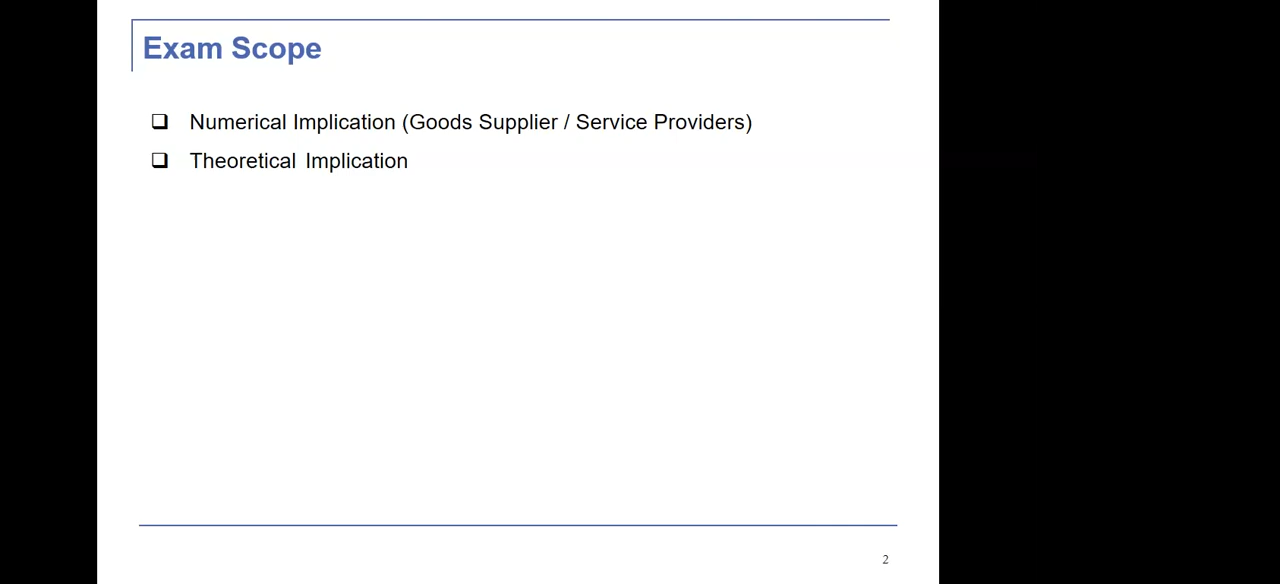 Exam Scope
Numerical Implication (Goods Supplier / Service Providers)
Theoretical Implication
2